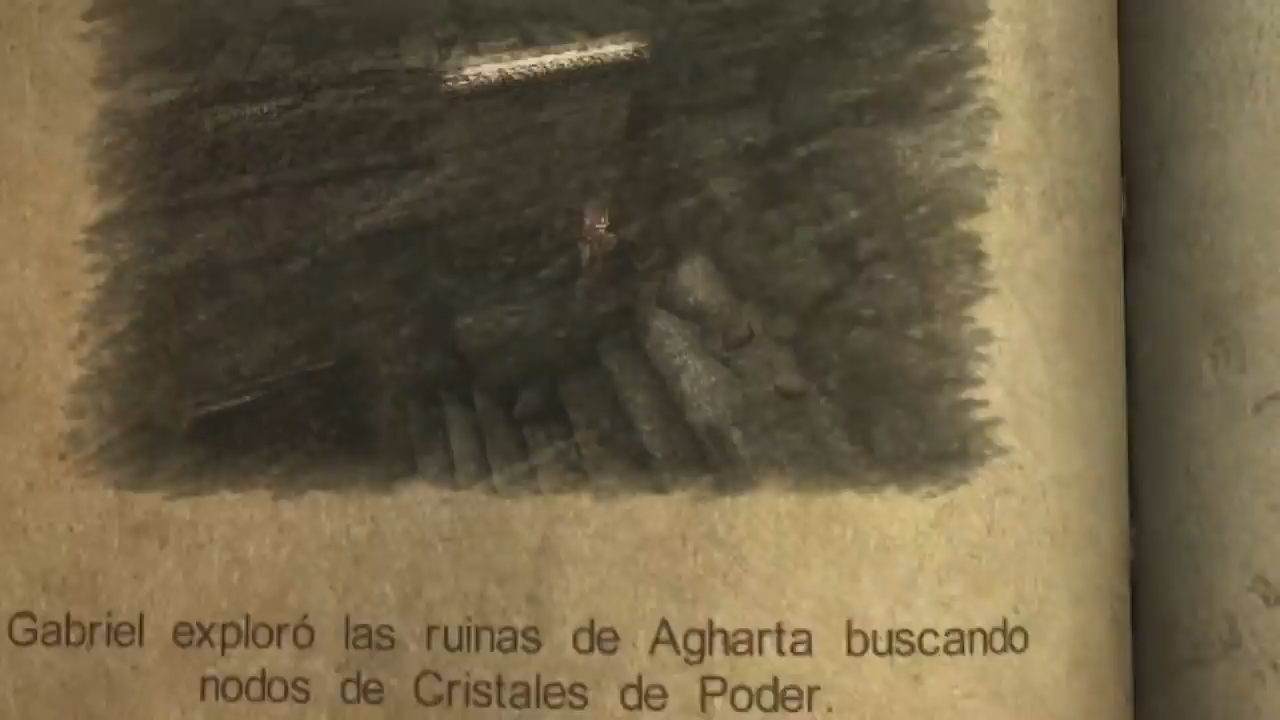 Gabriel exploró las ruinas de Agharta buscando
nodos de Cristales de Poder.